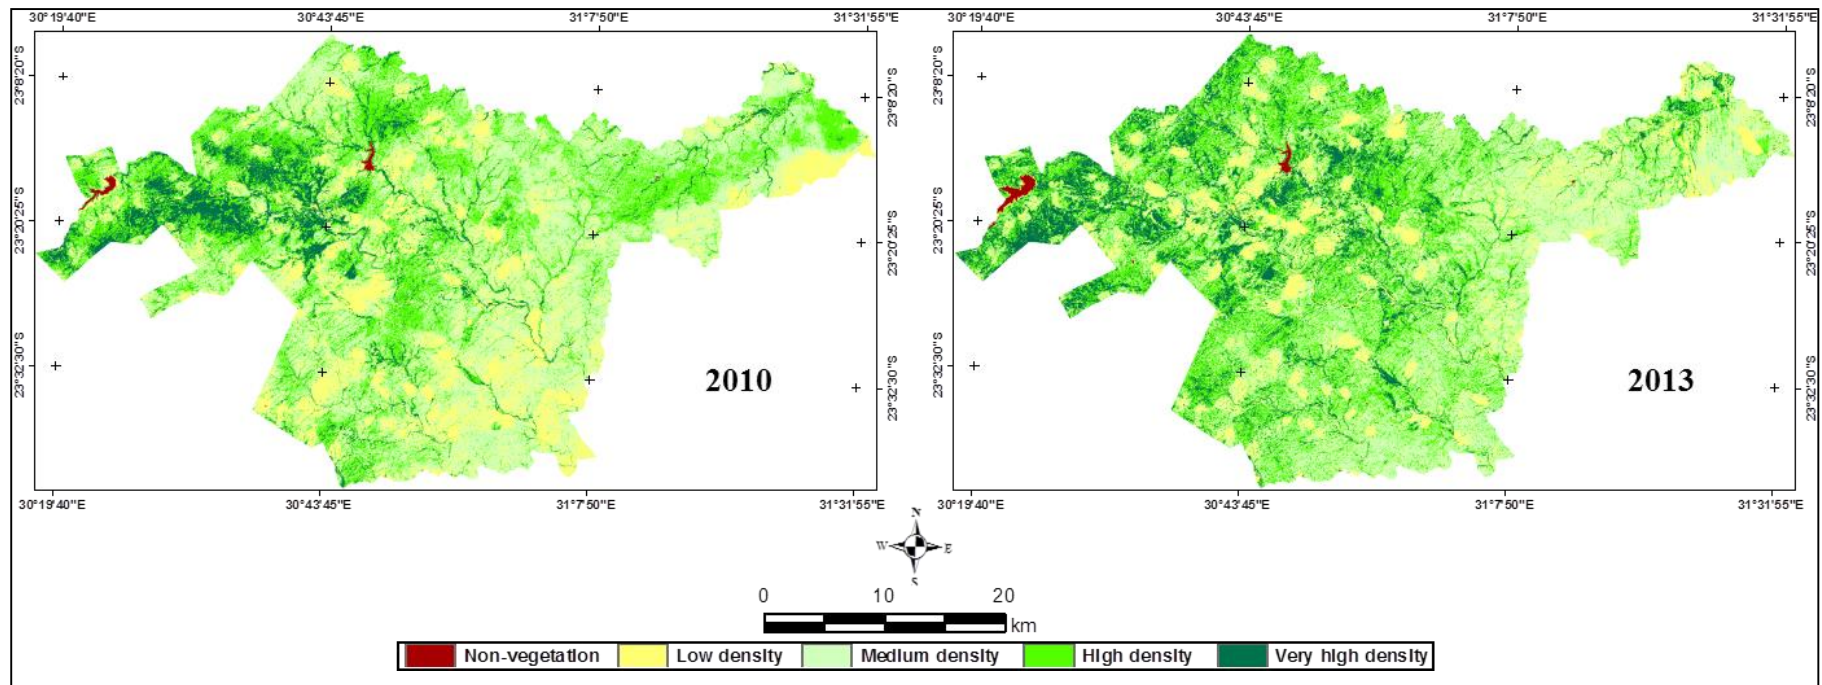 30°19'40"E 30°43'45"E 31°7'50"E 31°31'55"E 30°19'40"E 30°43'45"E 31°7'50"E 31°31'55"E
23°8'20"S 23°8'20"S 23°8'20"S 23°8'20"S
23°20'25"S 23°20'25"S 23°20'25"S 23°20'25"S
23°32'30"S 23°32'30"S 23°32'30"S 23°32'30"S
2010 2013
30°19'40"E 30°43'45"E 31°7'50"E 31°31'55"E 30°19'40"E 30°43'45"E 31°7'50"E 31°31'55"E
N
W E
S
0 10 20
km
Non-vegetation Low density Medium density High density Very high density